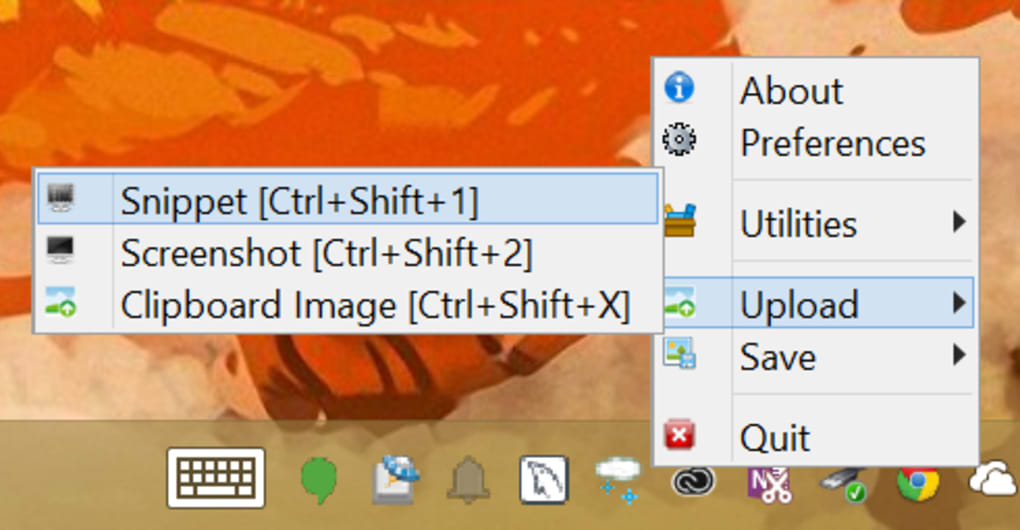 About
Preferences
Utilities
Upload
Save
Quit
Snippet [Ctrl+Shift+1]
Screenshot [Ctrl+Shift+2]
Clipboard Image [Ctrl+Shift+X]
N